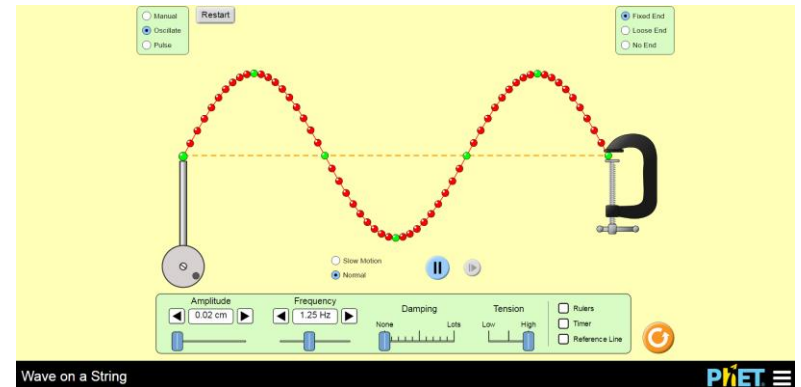 Manual
Oscillate
Pulse
Restart
Fixed End
Loose End
No End
Slow Motion
Normal
Amplitude
0.02 cm
Frequency
1.25 Hz
Damping
None
Lots
Tension
Low
High
Rulers
Timer
Reference Line
Wave on a String
PhET